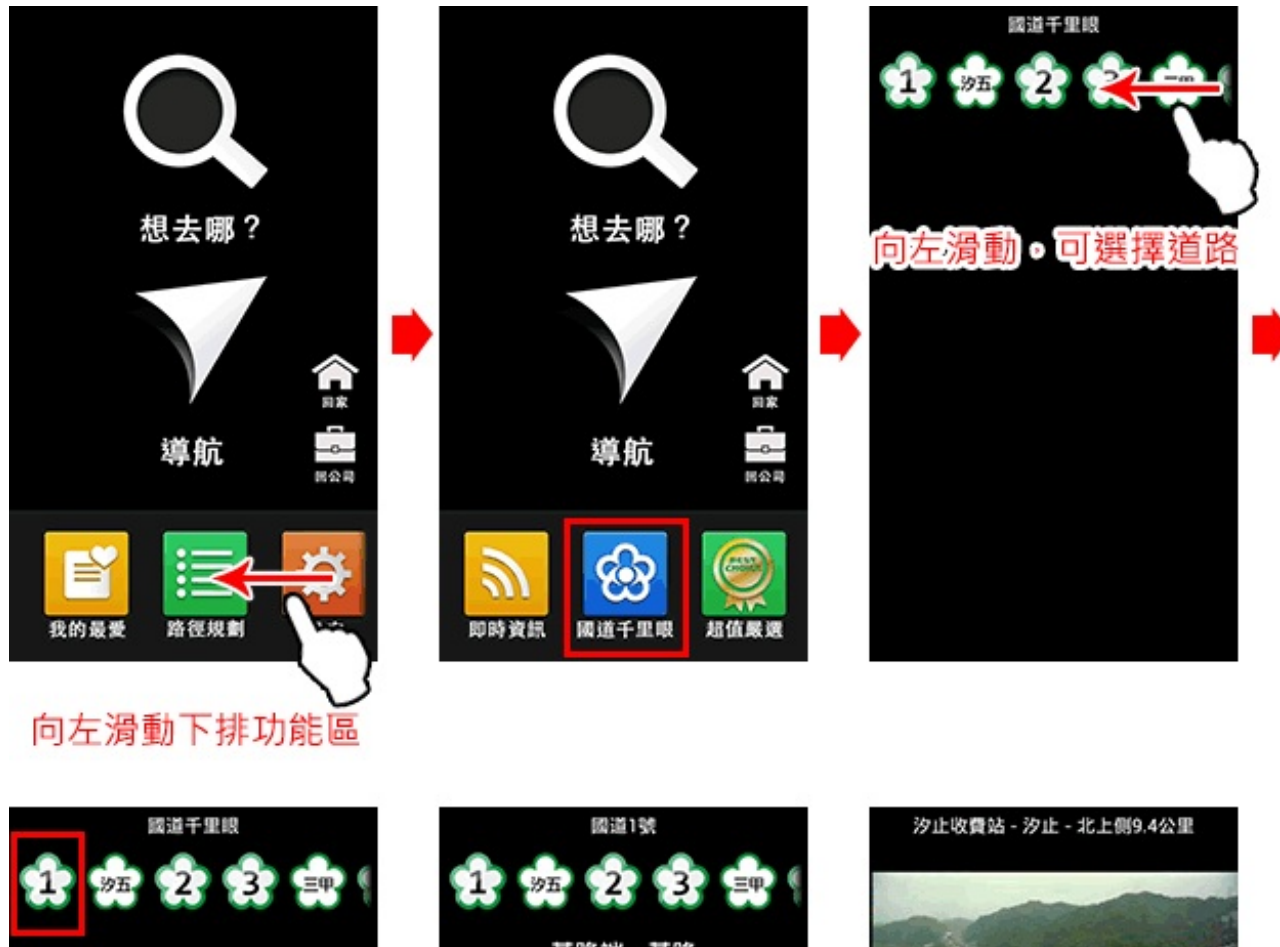 想去哪？
導航
回家
回公司
我的最愛
路徑規劃
向左滑動下排功能區
想去哪？
導航
回家
回公司
即時資訊
國道千里眼
BEST
CHOICE
超值嚴選
國道千里眼
1
汐五
2
3
向左滑動。可選擇道路
國道千里眼
1
汐五
2
3
三甲
國道1號
1
汐五
2
3
三甲
汐止收費站 - 汐止 - 北上側9.4公里